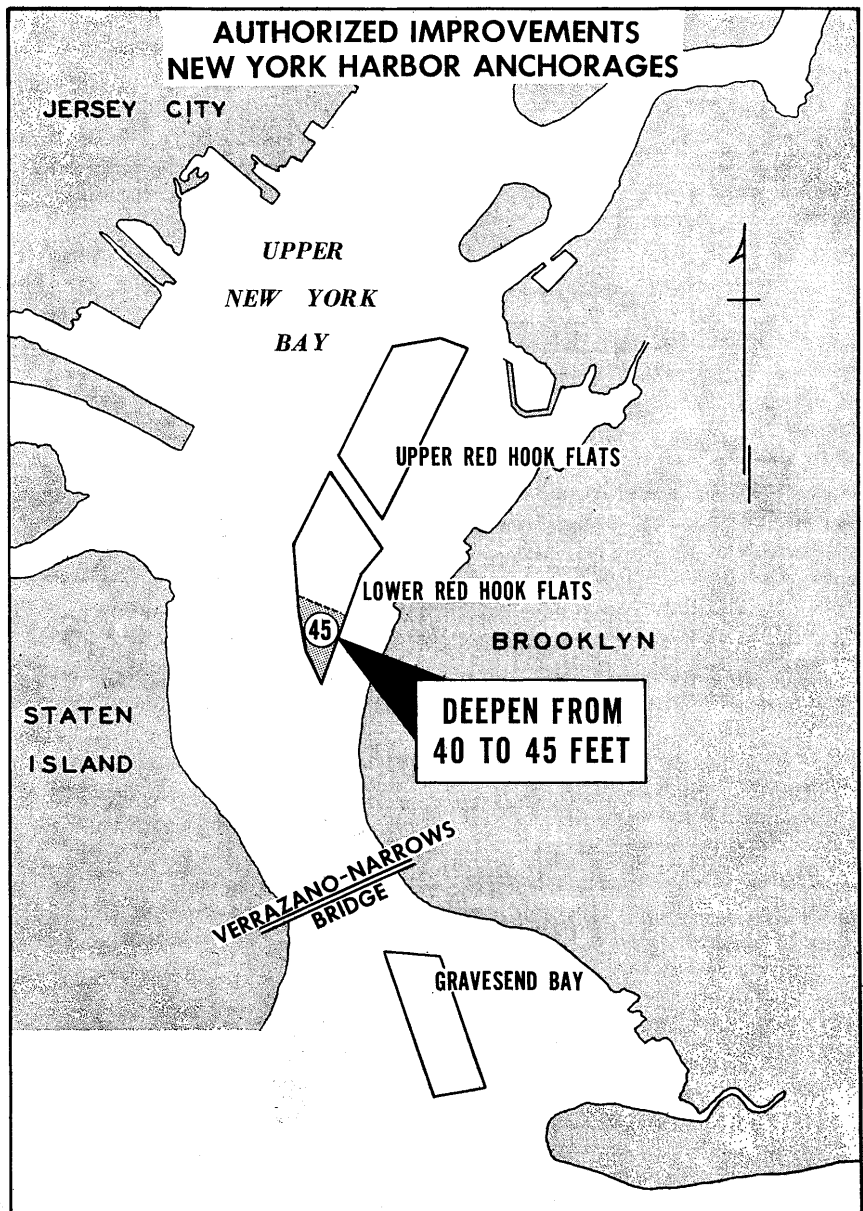 AUTHORIZED IMPROVEMENTS
NEW YORK HARBOR ANCHORAGES
JERSEY CITY
UPPER
NEW YORK
BAY
UPPER RED HOOK FLATS
LOWER RED HOOK FLATS
45
BROOKLYN
DEEPEN FROM
40 TO 45 FEET
STATEN
ISLAND
VERRAZANO-NARROWS
BRIDGE
GRAVESEND BAY